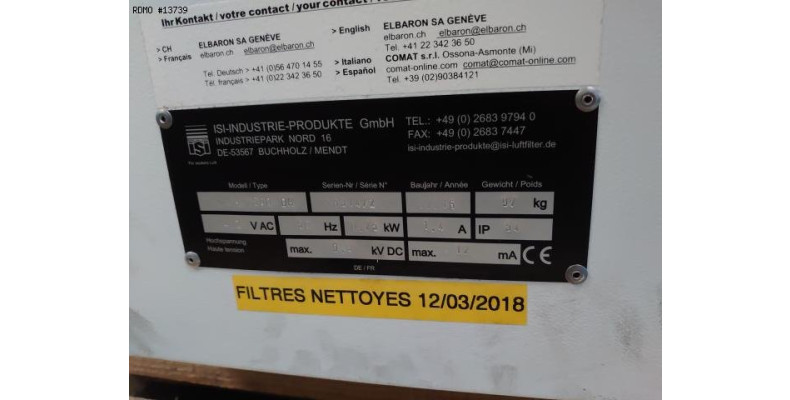 RDMO #13739
Ihr Kontakt / votre contact / your contact /
> CH
> Français
ELBARON SA GENÈVE
elbaron.ch elbaron@elbaron.ch
Tel. Deutsch > +41 (0)56 470 14 55
Tél. français > +41 (0)22 342 36 50
> English
> Italiano
> Español
ELBARON SA GENÈVE
elbaron.ch elbaron@elbaron.ch
Tel. +41 22 342 36 50
COMAT s.r.l. Ossona-Asmonte (Mi)
comat-online.com comat@comat-online.com
Tel. +39 (02)90384121
isi
ISI-INDUSTRIE-PRODUKTE GmbH
INDUSTRIEPARK NORD 16
DE-53567 BUCHHOLZ / MENDT
TEL.: +49 (0) 2683 9794 0
FAX: +49 (0) 2683 7447
isi-industrie-produkte@isi-luftfilter.de
Modell / Type Serien-Nr / Série N° Baujahr / Année Gewicht / Poids
kg
V AC Hz kW A IP
Hochspannung
Haute tension
max. kV DC max. mA CE
DE / FR
FILTRES NETTOYES 12/03/2018